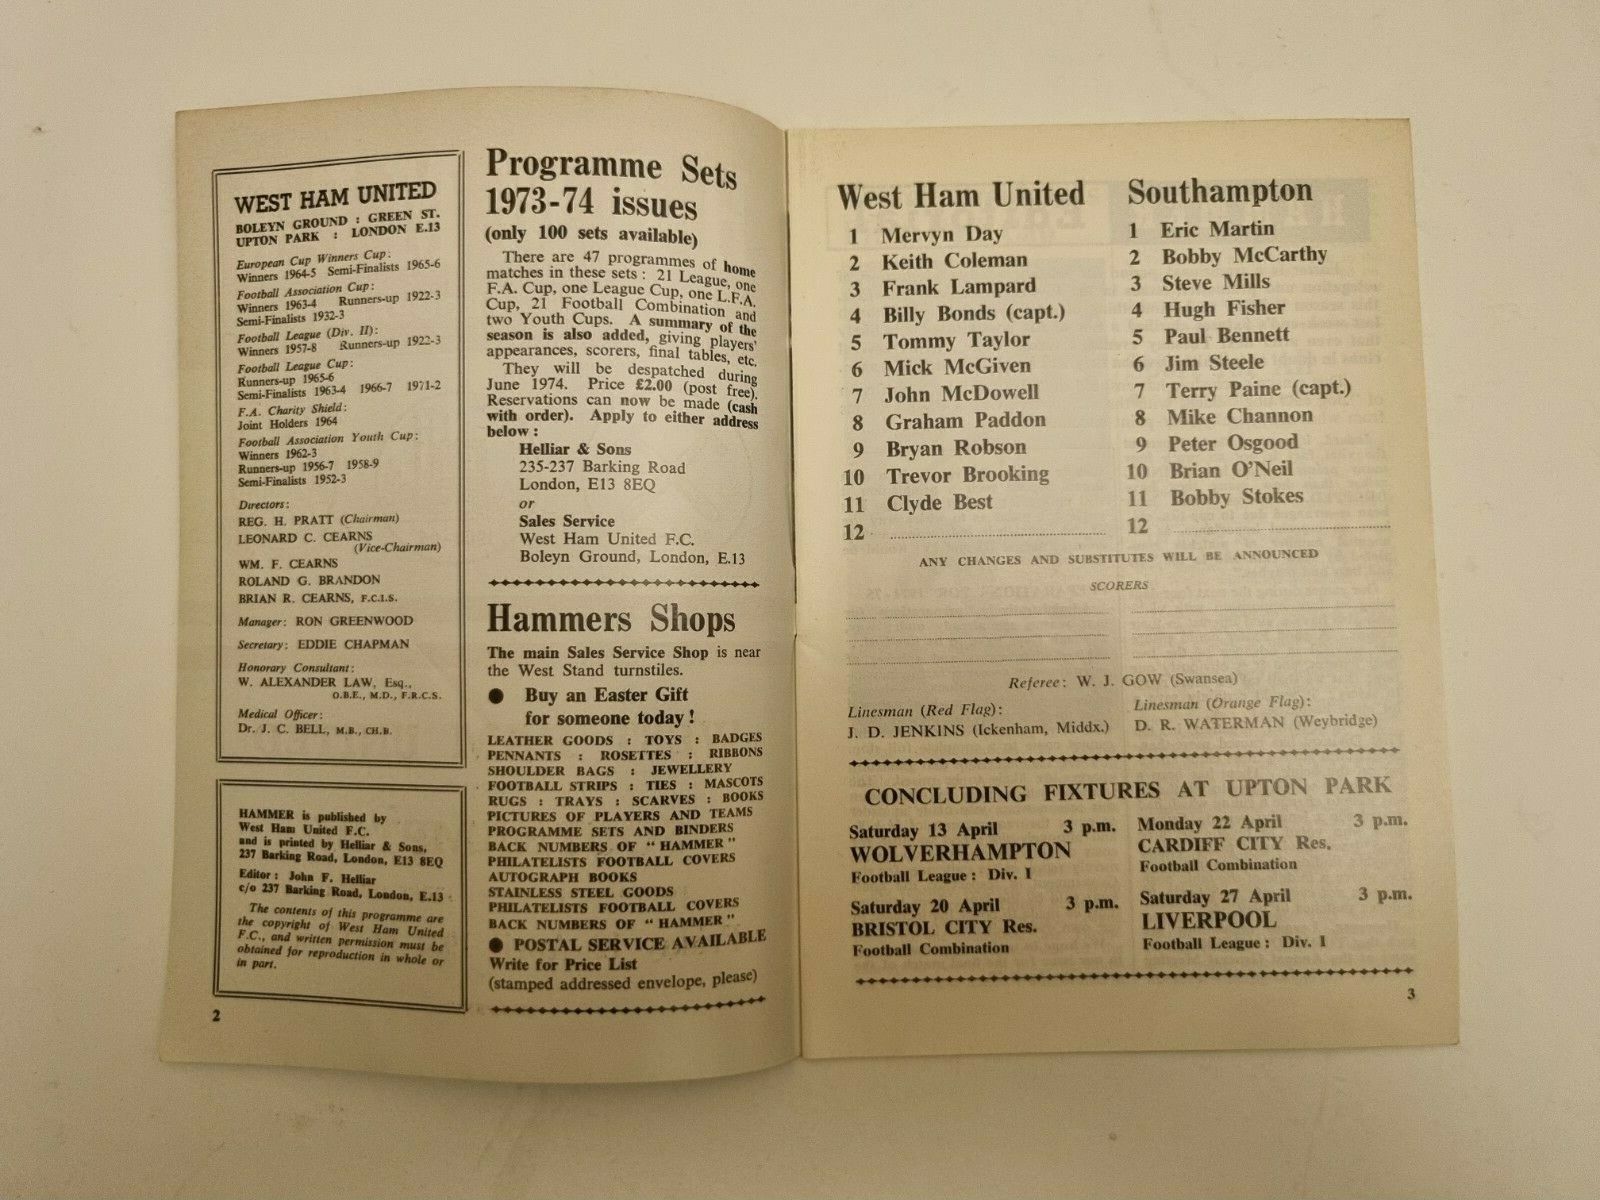 WEST HAM UNITED
BOLEYN GROUND : GREEN ST.
UPTON PARK : LONDON E.13
European Cup Winners Cup:
Winners 1964-5 Semi-Finalists 1965-6
Football Association Cup:
Winners 1963-4 Runners-up 1922-3
Semi-Finalists 1932-3
Football League (Div. II):
Winners 1957-8 Runners-up 1922-3
Football League Cup:
Runners-up 1965-6
Semi-Finalists 1963-4 1966-7 1971-2
F.A. Charity Shield:
Joint Holders 1964
Football Association Youth Cup:
Winners 1962-3
Runners-up 1956-7 1958-9
Semi-Finalists 1952-3
Directors:
REG. H. PRATT (Chairman)
LEONARD C. CEARNS
(Vice-Chairman)
WM. F. CEARNS
ROLAND G. BRANDON
BRIAN R. CEARNS, F.C.I.S.
Manager: RON GREENWOOD
Secretary: EDDIE CHAPMAN
Honorary Consultant:
W. ALEXANDER LAW, Esq.,
O.B.E., M.D., F.R.C.S.
Medical Officer:
Dr. J. C. BELL, M.B., CH.B.
HAMMER is published by
West Ham United F.C.
and is printed by Helliar & Sons,
237 Barking Road, London, E13 8EQ
Editor: John F. Helliar
c/o 237 Barking Road, London, E.13
The contents of this programme are
the copyright of West Ham United
F.C., and written permission must be
obtained for reproduction in whole or
in part.
2
Programme Sets
1973-74 issues
(only 100 sets available)
There are 47 programmes of home
matches in these sets : 21 League, one
F.A. Cup, one League Cup, one L.F.A.
Cup, 21 Football Combination and
two Youth Cups. A summary of the
season is also added, giving players'
appearances, scorers, final tables, etc.
They will be despatched during
June 1974. Price £2.00 (post free).
Reservations can now be made (cash
with order). Apply to either address
below :
Helliar & Sons
235-237 Barking Road
London, E13 8EQ
or
Sales Service
West Ham United F.C.
Boleyn Ground, London, E.13
Hammers Shops
The main Sales Service Shop is near
the West Stand turnstiles.
● Buy an Easter Gift
for someone today !
LEATHER GOODS : TOYS : BADGES
PENNANTS : ROSETTES : RIBBONS
SHOULDER BAGS : JEWELLERY
FOOTBALL STRIPS : TIES : MASCOTS
RUGS : TRAYS : SCARVES : BOOKS
PICTURES OF PLAYERS AND TEAMS
PROGRAMME SETS AND BINDERS
BACK NUMBERS OF "HAMMER"
PHILATELISTS FOOTBALL COVERS
AUTOGRAPH BOOKS
STAINLESS STEEL GOODS
PHILATELISTS FOOTBALL COVERS
BACK NUMBERS OF "HAMMER"
● POSTAL SERVICE AVAILABLE
Write for Price List
(stamped addressed envelope, please)
West Ham United
1 Mervyn Day
2 Keith Coleman
3 Frank Lampard
4 Billy Bonds (capt.)
5 Tommy Taylor
6 Mick McGiven
7 John McDowell
8 Graham Paddon
9 Bryan Robson
10 Trevor Brooking
11 Clyde Best
12
Southampton
1 Eric Martin
2 Bobby McCarthy
3 Steve Mills
4 Hugh Fisher
5 Paul Bennett
6 Jim Steele
7 Terry Paine (capt.)
8 Mike Channon
9 Peter Osgood
10 Brian O'Neil
11 Bobby Stokes
12
ANY CHANGES AND SUBSTITUTES WILL BE ANNOUNCED
SCORERS
Referee: W. J. GOW (Swansea)
Linesman (Red Flag):
J. D. JENKINS (Ickenham, Middx.)
Linesman (Orange Flag):
D. R. WATERMAN (Weybridge)
CONCLUDING FIXTURES AT UPTON PARK
Saturday 13 April 3 p.m.
WOLVERHAMPTON
Football League : Div. I
Saturday 20 April 3 p.m.
BRISTOL CITY Res.
Football Combination
Monday 22 April 3 p.m.
CARDIFF CITY Res.
Football Combination
Saturday 27 April 3 p.m.
LIVERPOOL
Football League : Div. I
3